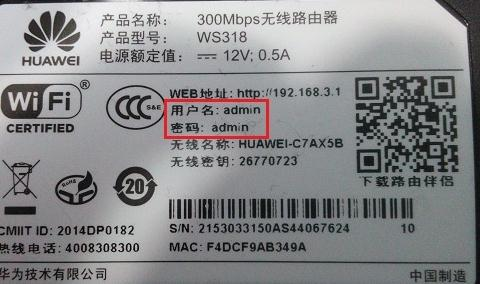 产品名称: 300Mbps无线路由器
产品型号: WS318
电源额定值: ⎓ 12V; 0.5A
HUAWEI
WEB地址: http://192.168.3.1
用户名: admin
密码: admin
无线名称: HUAWEI-C7AX5B
无线密钥: 26770723
WiFi
CERTIFIED
CCC
S&E
20
下载路由伴侣
CMIIT ID: 2014DP0182
热线电话: 4008308300
S/N: 2153033150AS44067624 10
MAC: F4DCF9AB349A
华为技术有限公司
中国制造